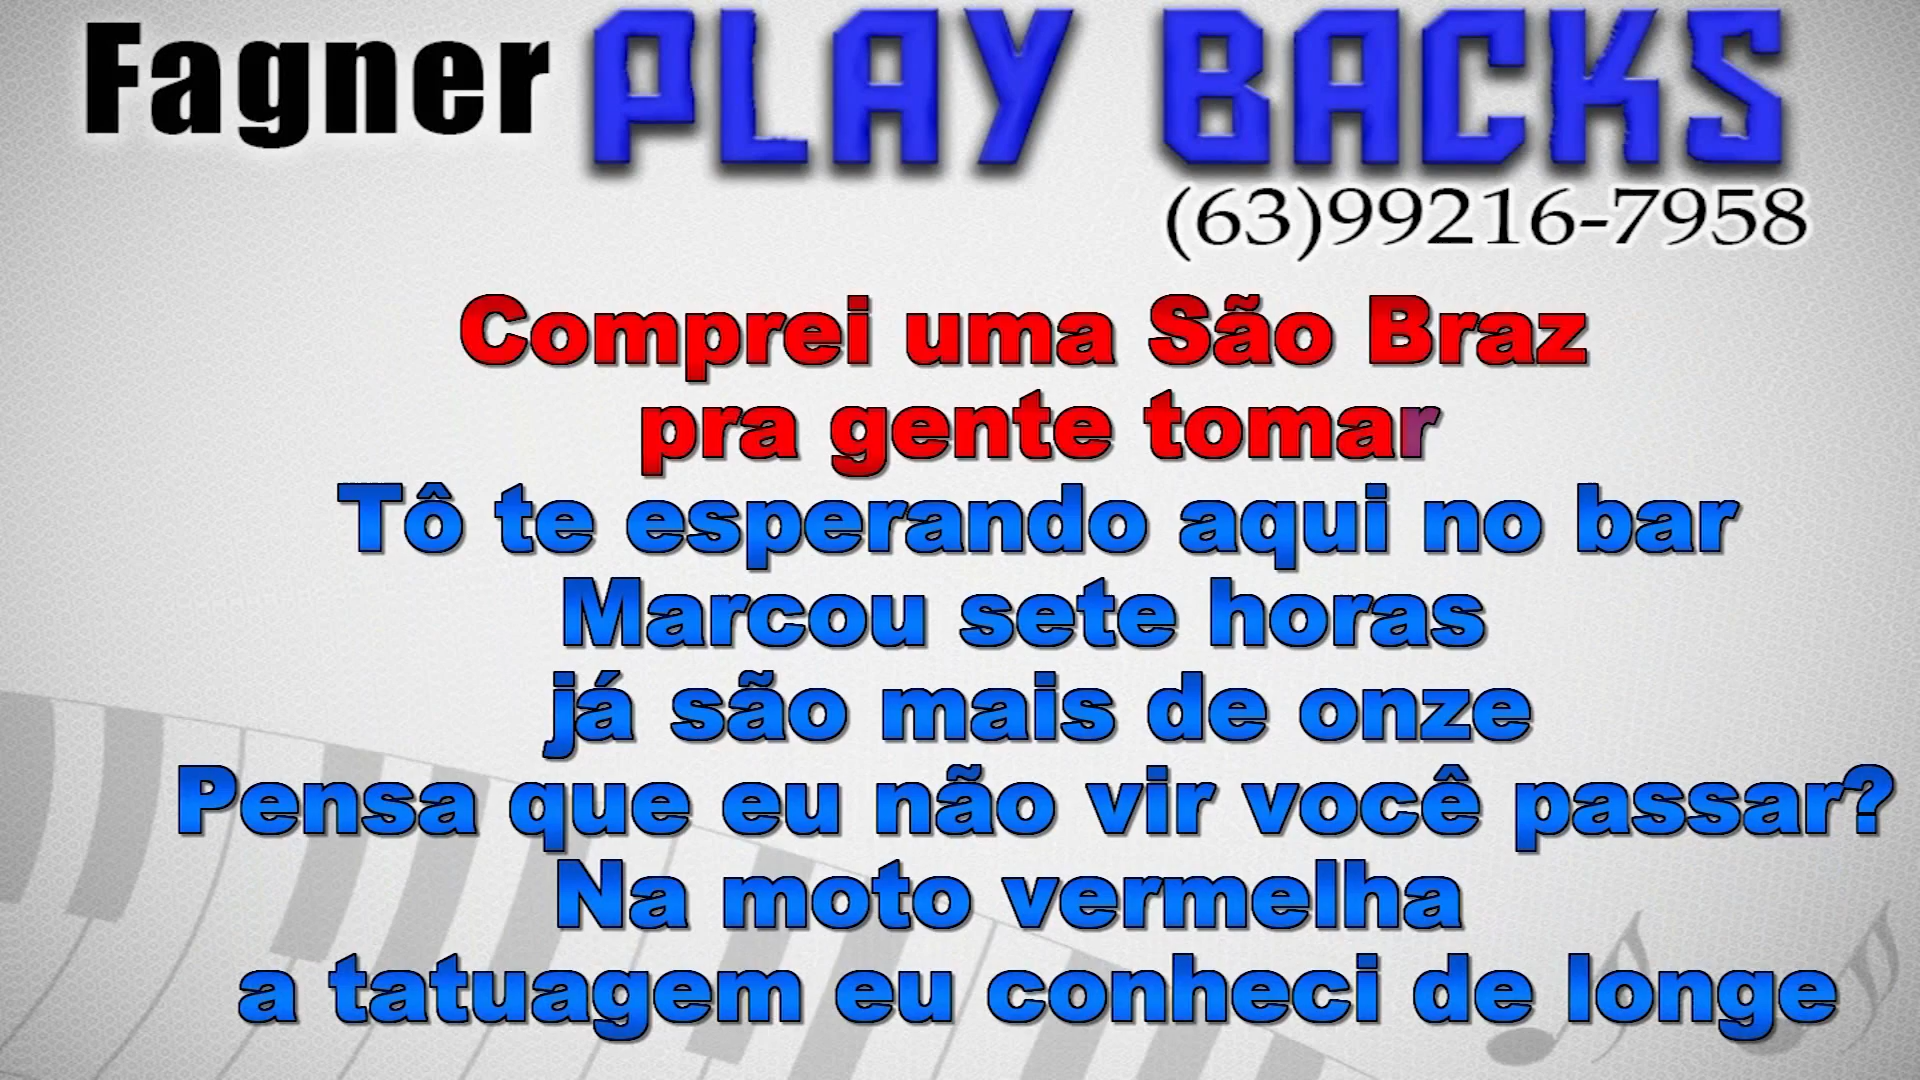 Fagner PLAY BACKS
(63)99216-7958
Comprei uma São Braz
pra gente tomar
Tô te esperando aqui no bar
Marcou sete horas
já são mais de onze
Pensa que eu não vir você passar?
Na moto vermelha
a tatuagem eu conheci de longe